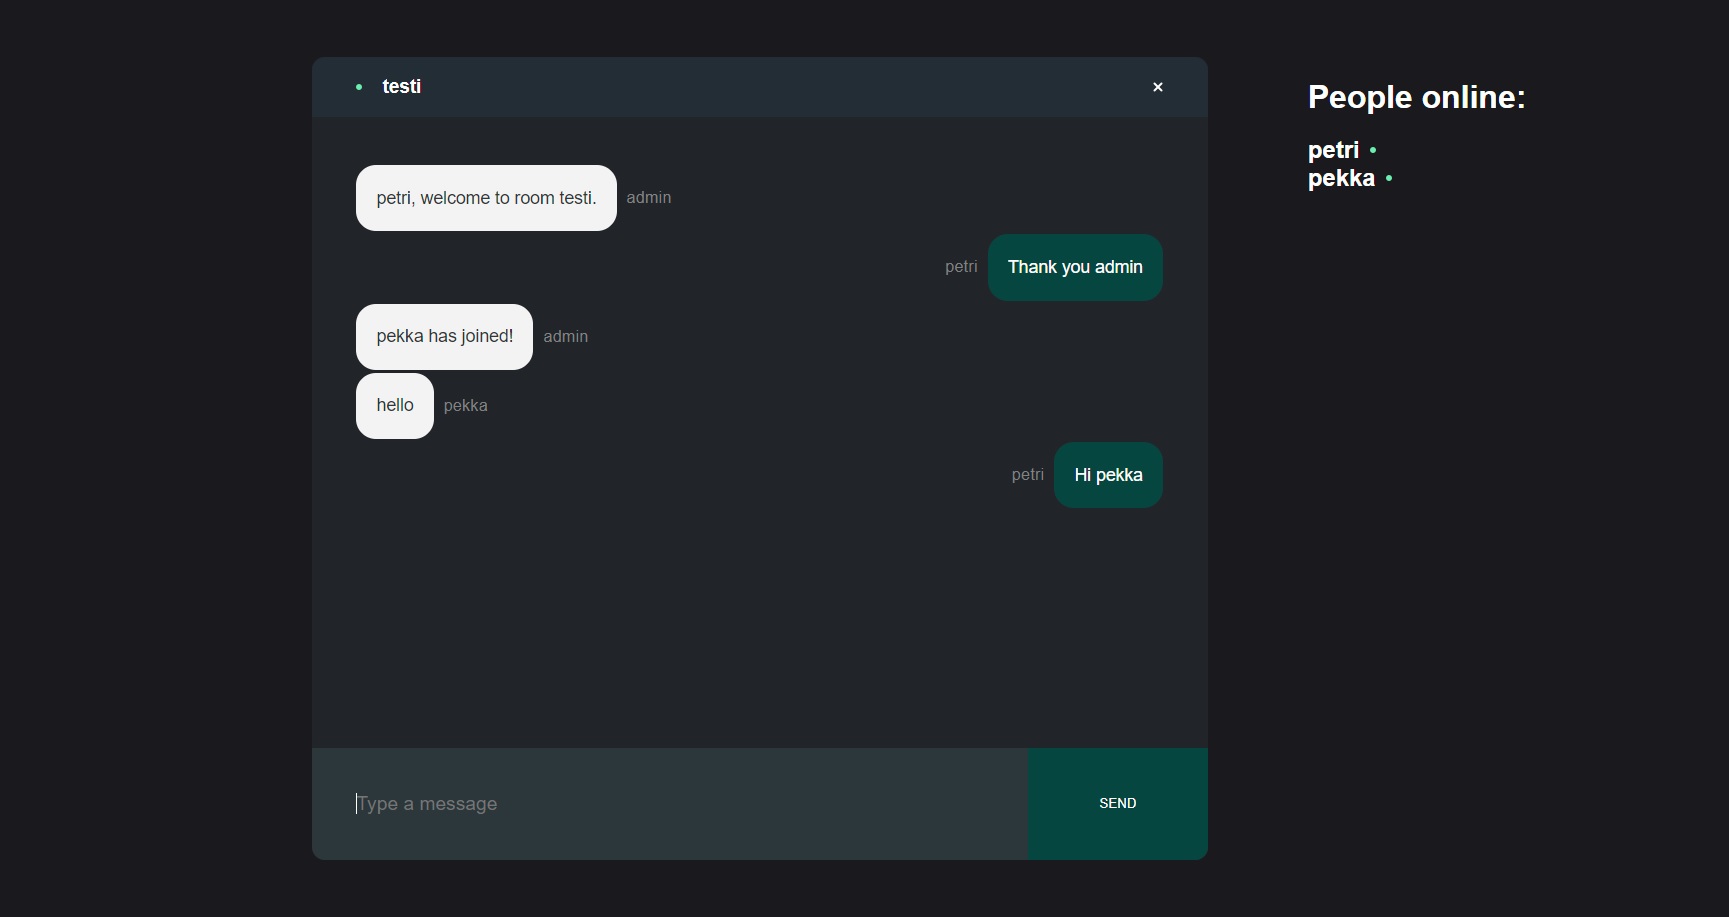 testi
×
petri, welcome to room testi. admin
petri Thank you admin
pekka has joined! admin
hello pekka
petri Hi pekka
Type a message
SEND
People online:
petri
pekka